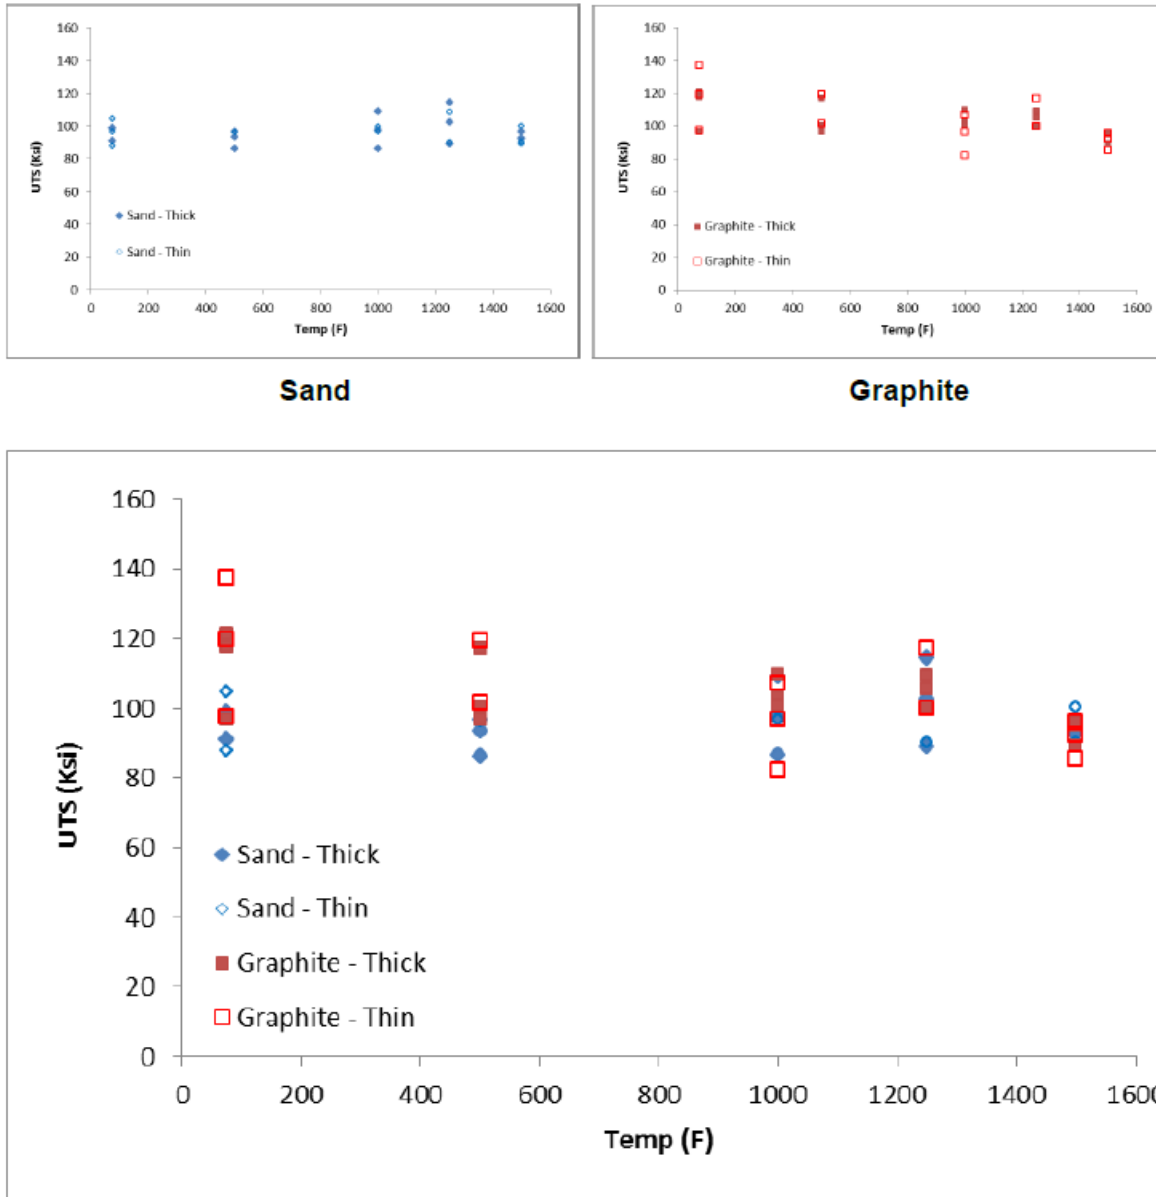 160
140
120
100
80
60
40
20
0
UTS (Ksi)
Sand - Thick
Sand - Thin
0 200 400 600 800 1000 1200 1400 1600
Temp (F)
160
140
120
100
80
60
40
20
0
UTS (Ksi)
Graphite - Thick
Graphite - Thin
0 200 400 600 800 1000 1200 1400 1600
Temp (F)
Sand
Graphite
160
140
120
100
80
60
40
20
0
UTS (Ksi)
Sand - Thick
Sand - Thin
Graphite - Thick
Graphite - Thin
0 200 400 600 800 1000 1200 1400 1600
Temp (F)